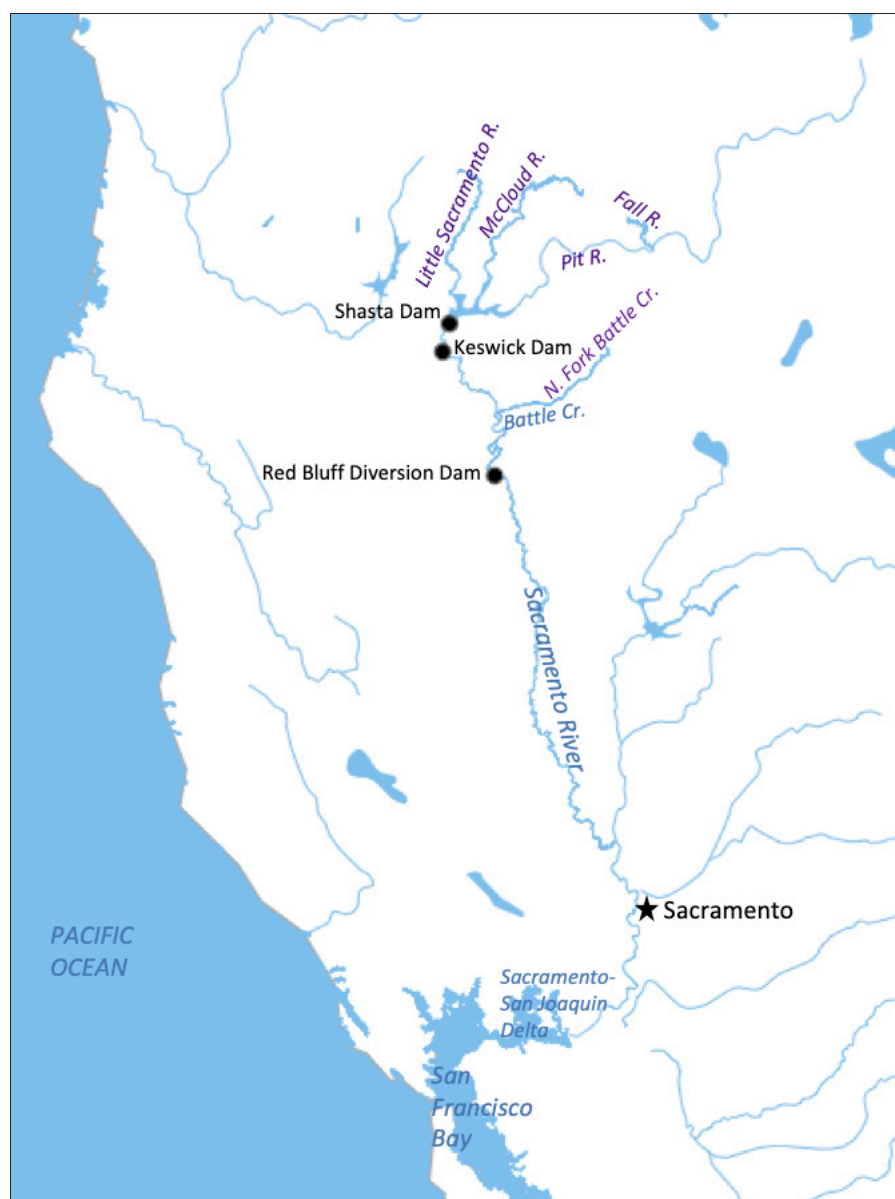 Little Sacramento R.
McCloud R.
Fall R.
Pit R.
Shasta Dam
Keswick Dam
N. Fork Battle Cr.
Battle Cr.
Red Bluff Diversion Dam
Sacramento River
Sacramento
PACIFIC
OCEAN
Sacramento-
San Joaquin
Delta
San
Francisco
Bay